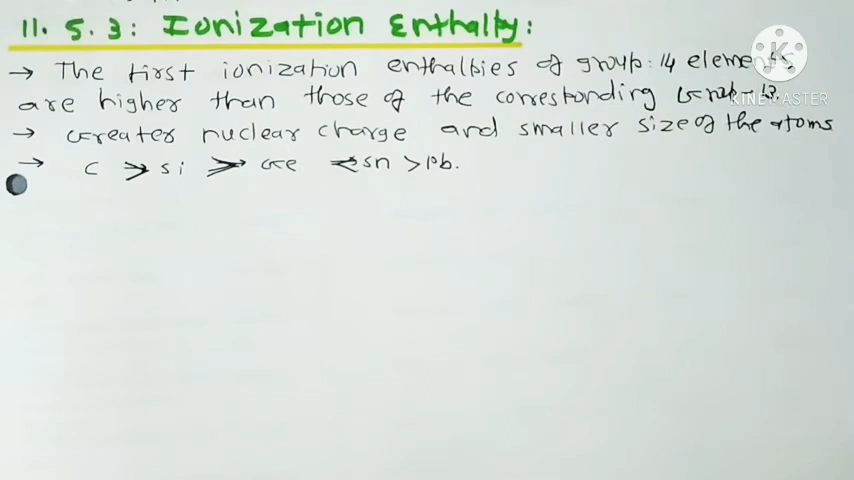 11. 5.3: Ionization Enthalpy:
→ The first ionization enthalpies of group: 14 elements
are higher than those of the corresponding Group-13.
→ Greater nuclear charge and smaller size of the atoms
→ C > Si > Ge < Sn > Pb.
KINEMASTER